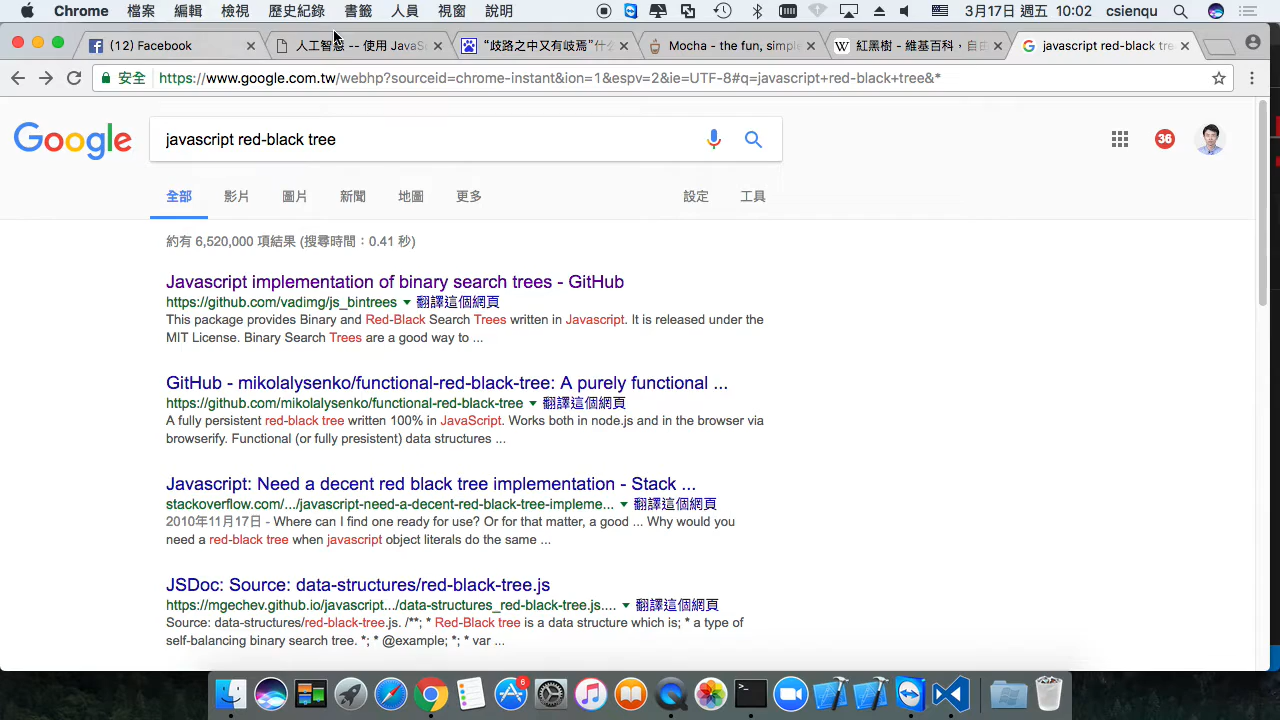 Chrome 檔案 編輯 檢視 歷史紀錄 書籤 人員 視窗 說明 3月17日 週五 10:02 csienqu
(12) Facebook 人工智慧 -- 使用 JavaS “歧路之中又有岐焉”什么 Mocha - the fun, simple 紅黑樹 - 維基百科，自由 javascript red-black tre
安全 https://www.google.com.tw/webhp?sourceid=chrome-instant&ion=1&espv=2&ie=UTF-8#q=javascript+red-black+tree&*
Google javascript red-black tree 36
全部 影片 圖片 新聞 地圖 更多 設定 工具
約有 6,520,000 項結果 (搜尋時間：0.41 秒)
Javascript implementation of binary search trees - GitHub
https://github.com/vadimg/js_bintrees 翻譯這個網頁
This package provides Binary and Red-Black Search Trees written in Javascript. It is released under the
MIT License. Binary Search Trees are a good way to ...
GitHub - mikolalysenko/functional-red-black-tree: A purely functional ...
https://github.com/mikolalysenko/functional-red-black-tree 翻譯這個網頁
A fully persistent red-black tree written 100% in JavaScript. Works both in node.js and in the browser via
browserify. Functional (or fully presistent) data structures ...
Javascript: Need a decent red black tree implementation - Stack ...
stackoverflow.com/.../javascript-need-a-decent-red-black-tree-impleme... 翻譯這個網頁
2010年11月17日 - Where can I find one ready for use? Or for that matter, a good ... Why would you
need a red-black tree when javascript object literals do the same ...
JSDoc: Source: data-structures/red-black-tree.js
https://mgechev.github.io/javascript.../data-structures_red-black-tree.js.... 翻譯這個網頁
Source: data-structures/red-black-tree.js. /**; * Red-Black tree is a data structure which is; * a type of
self-balancing binary search tree. *; * @example; *; * var ...
6